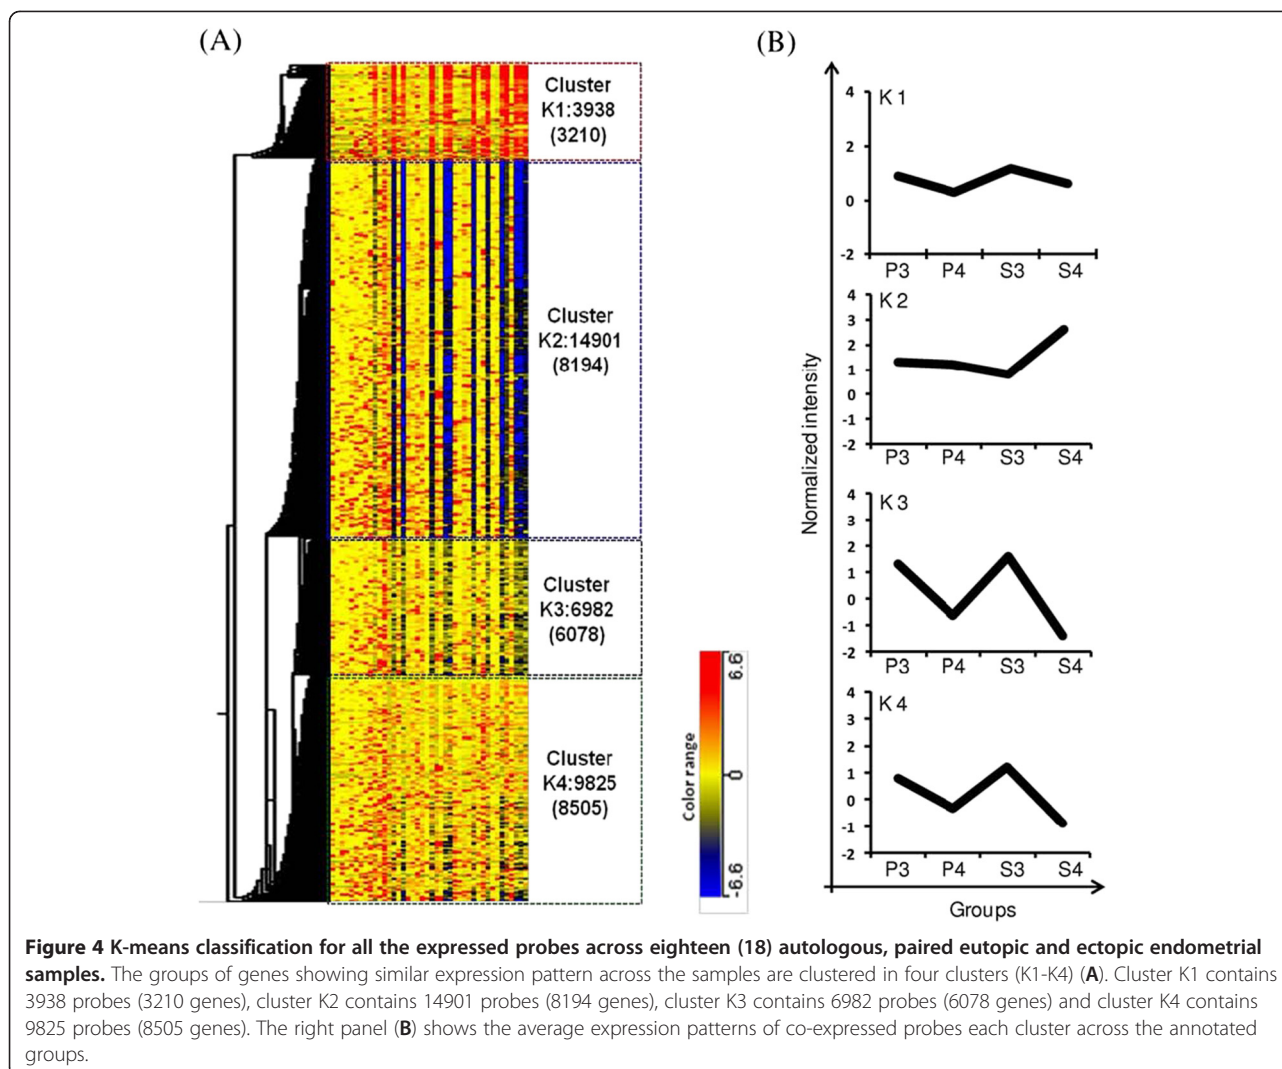 (A)
Cluster
K1:3938
(3210)
Cluster
K2:14901
(8194)
Cluster
K3:6982
(6078)
Cluster
K4:9825
(8505)
Color range
6.6
0
-6.6
(B)
Normalized intensity
K1
4
2
0
-2
P3 P4 S3 S4
K2
4
3
2
1
0
-1
-2
P3 P4 S3 S4
K3
4
3
2
1
0
-1
-2
P3 P4 S3 S4
K4
4
3
2
1
0
-1
-2
P3 P4 S3 S4
Groups
Figure 4 K-means classification for all the expressed probes across eighteen (18) autologous, paired eutopic and ectopic endometrial
samples. The groups of genes showing similar expression pattern across the samples are clustered in four clusters (K1-K4) (A). Cluster K1 contains
3938 probes (3210 genes), cluster K2 contains 14901 probes (8194 genes), cluster K3 contains 6982 probes (6078 genes) and cluster K4 contains
9825 probes (8505 genes). The right panel (B) shows the average expression patterns of co-expressed probes each cluster across the annotated
groups.